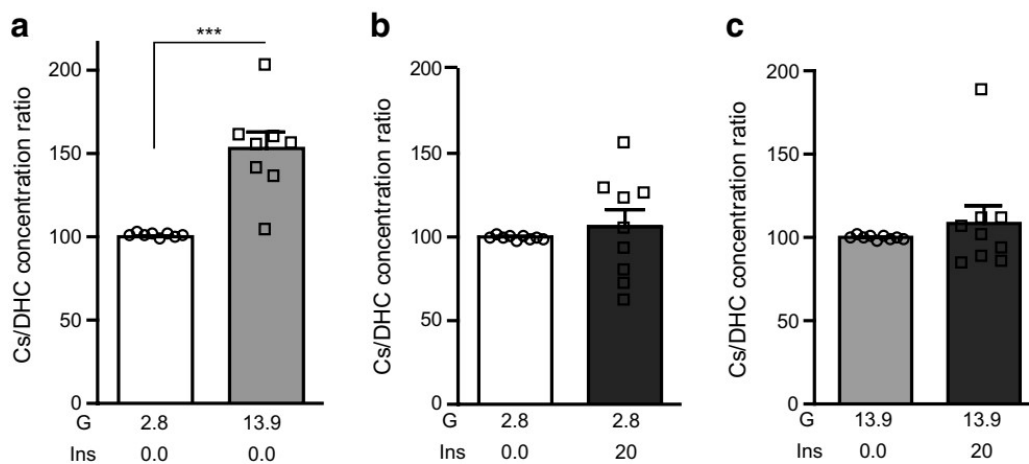 a
***
Cs/DHC concentration ratio
200
150
100
50
0
G 2.8 13.9
Ins 0.0 0.0
b
Cs/DHC concentration ratio
200
150
100
50
0
2.8 2.8
0.0 20
c
Cs/DHC concentration ratio
200
150
100
50
0
G 13.9 13.9
Ins 0.0 20